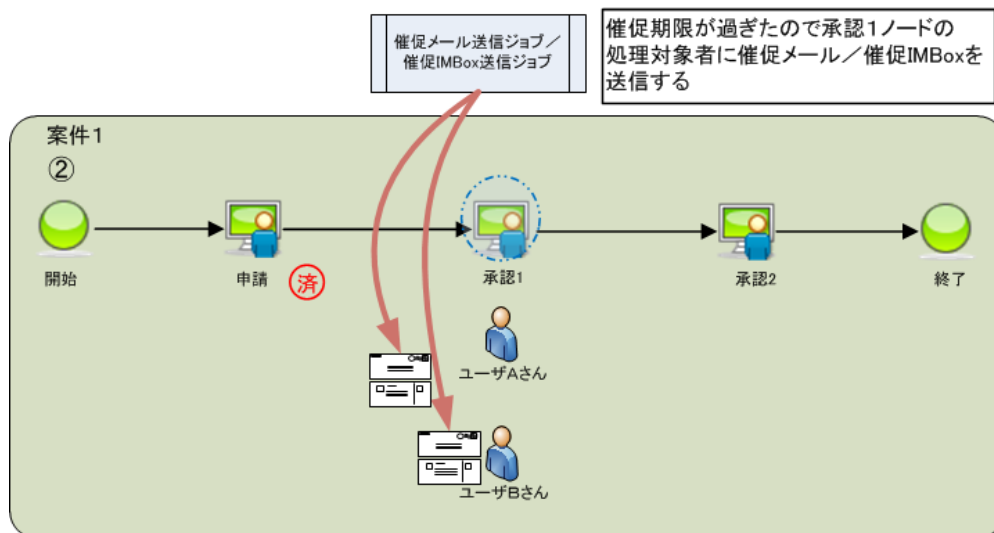 催促メール送信ジョブ／
催促IMBox送信ジョブ
催促期限が過ぎたので承認１ノードの
処理対象者に催促メール／催促IMBoxを
送信する
案件１
②
開始
申請
済
承認1
承認2
終了
ユーザAさん
ユーザBさん